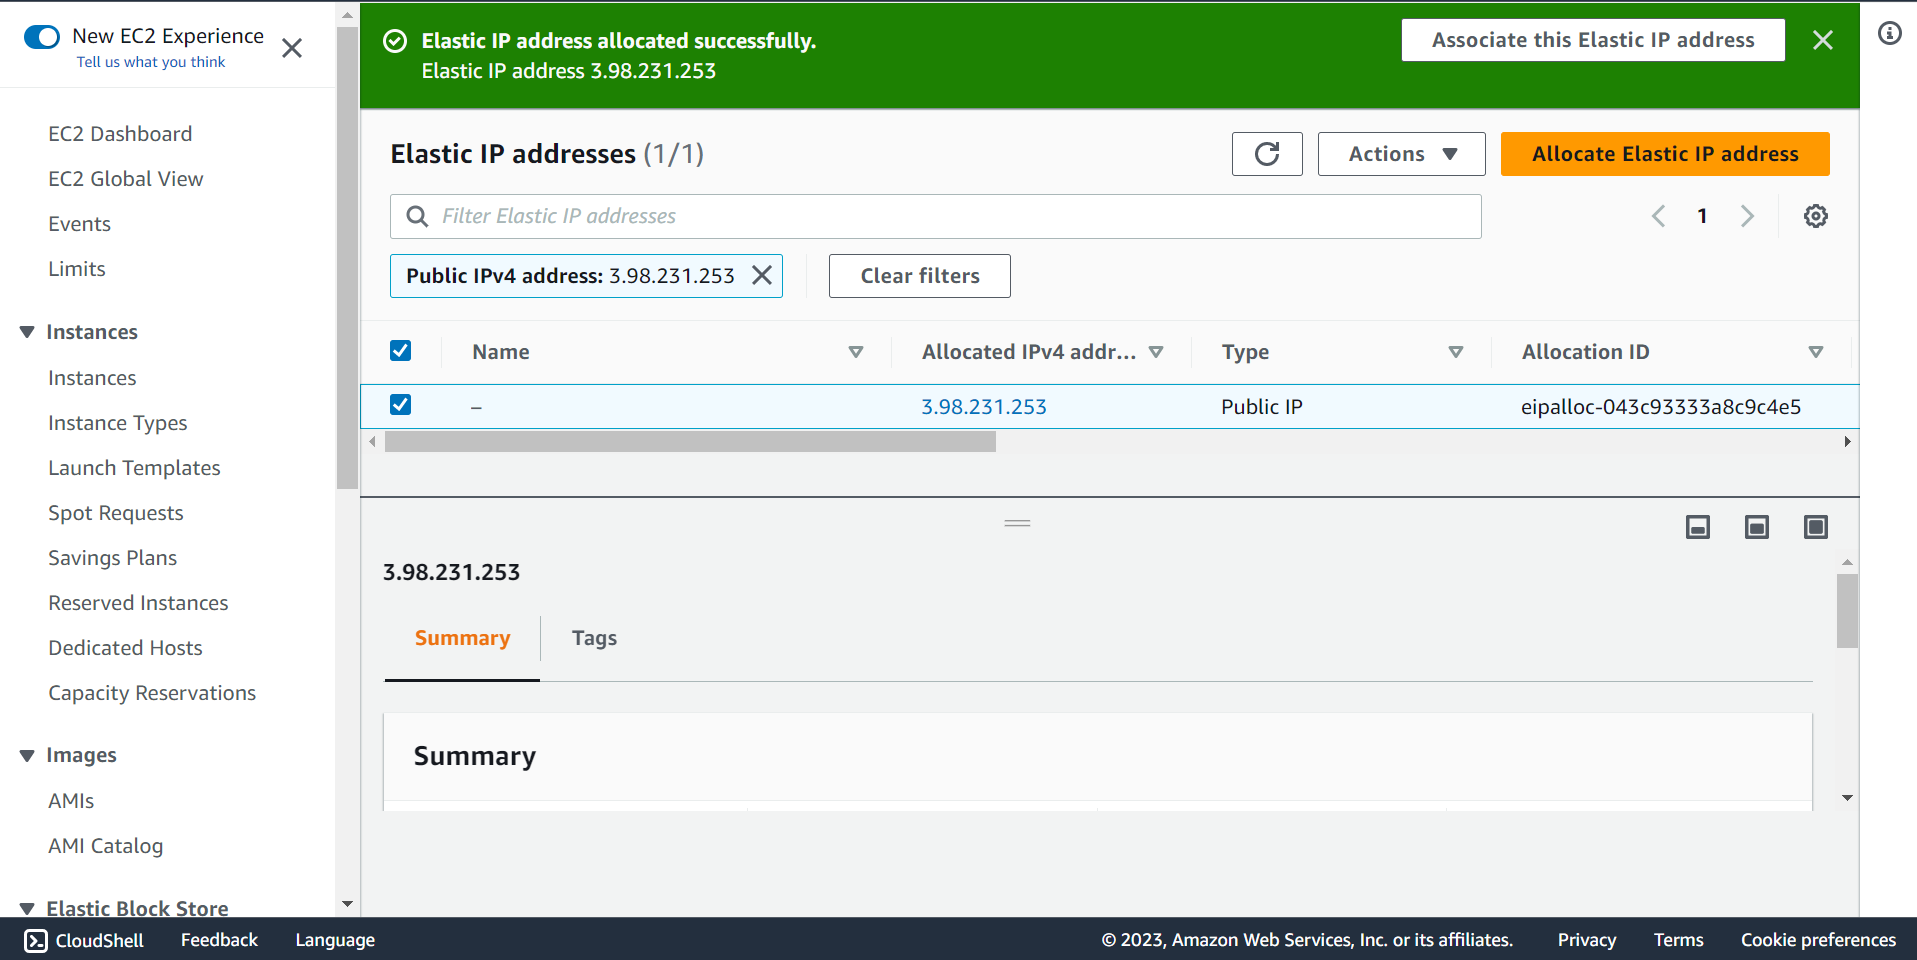 New EC2 Experience
Tell us what you think
EC2 Dashboard
EC2 Global View
Events
Limits
Instances
Instances
Instance Types
Launch Templates
Spot Requests
Savings Plans
Reserved Instances
Dedicated Hosts
Capacity Reservations
Images
AMIs
AMI Catalog
Elastic Block Store
Elastic IP address allocated successfully.
Elastic IP address 3.98.231.253
Associate this Elastic IP address
Elastic IP addresses (1/1)
Actions
Allocate Elastic IP address
Filter Elastic IP addresses
1
Public IPv4 address: 3.98.231.253
Clear filters
Name Allocated IPv4 addr... Type Allocation ID
– 3.98.231.253 Public IP eipalloc-043c93333a8c9c4e5
3.98.231.253
Summary Tags
Summary
CloudShell Feedback Language © 2023, Amazon Web Services, Inc. or its affiliates. Privacy Terms Cookie preferences